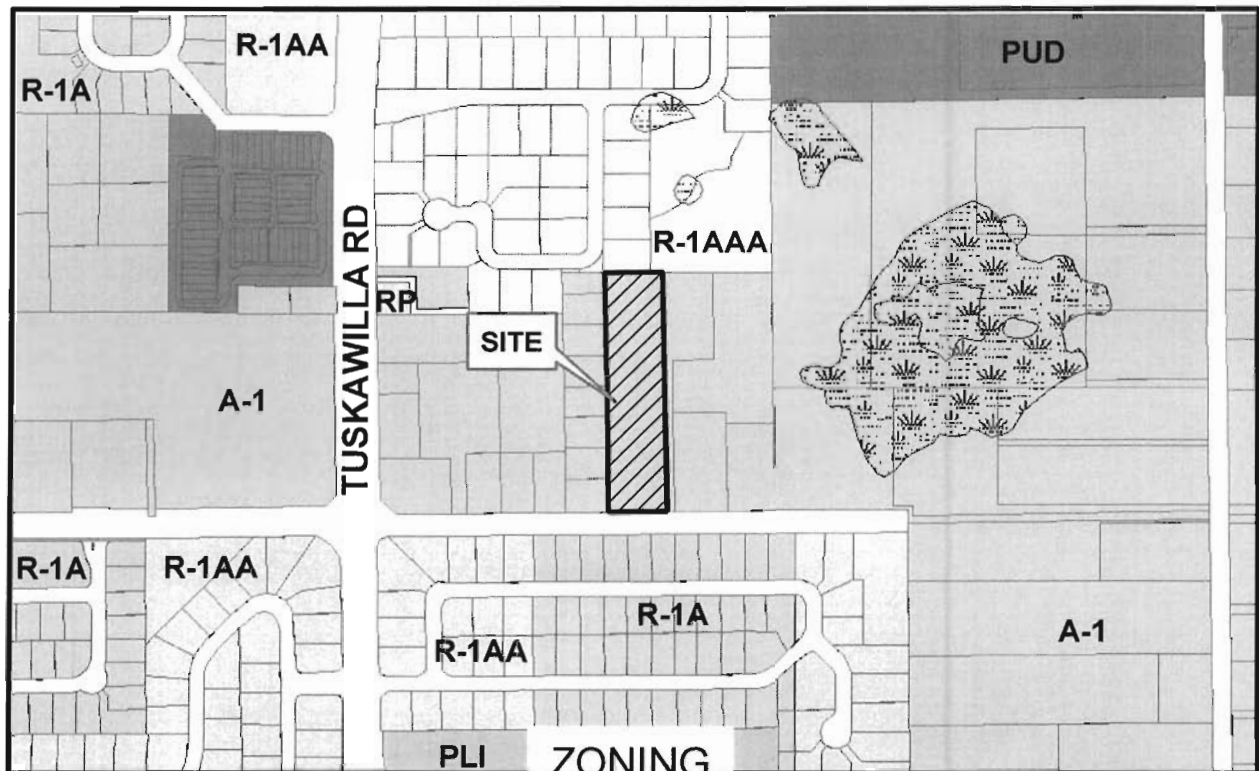 R-1AA
PUD
R-1A
TUSKAWILLA RD
R-1AAA
RP
SITE
A-1
R-1A
R-1AA
R-1A
A-1
R-1AA
PLI
ZONING